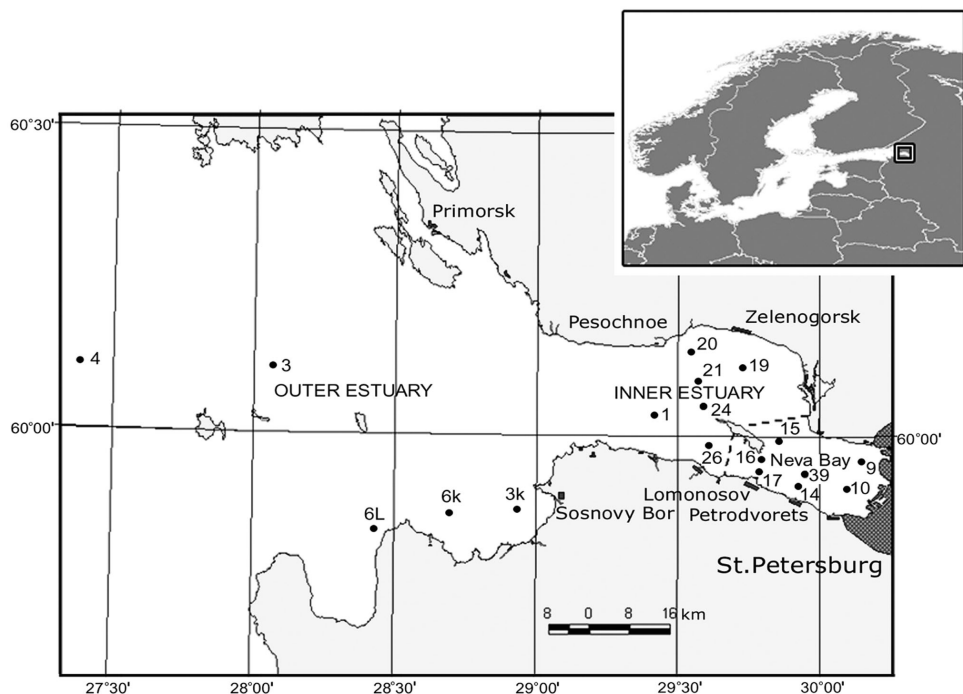 60°30'
Primorsk
Pesochnoe
Zelenogorsk
20
4
3
21
19
OUTER ESTUARY
INNER ESTUARY
1
24
15
60°00'
60°00'
26
16
Neva Bay
9
17
39
Lomonosov
14
10
6k
3k
Sosnovy Bor
Petrodvorets
6L
St.Petersburg
8 0 8 16 km
27°30' 28°00' 28°30' 29°00' 29°30' 30°00'